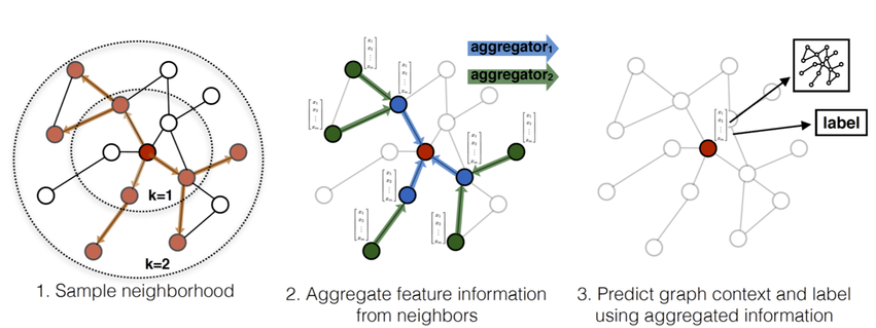 aggregator₁
aggregator₂
label
k=1
k=2
1. Sample neighborhood
2. Aggregate feature information
from neighbors
3. Predict graph context and label
using aggregated information